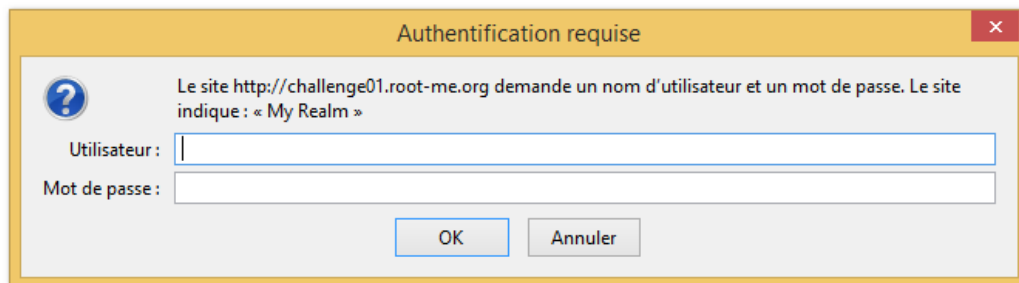 Authentification requise
Le site http://challenge01.root-me.org demande un nom d'utilisateur et un mot de passe. Le site
indique : « My Realm »
Utilisateur :
Mot de passe :
OK Annuler